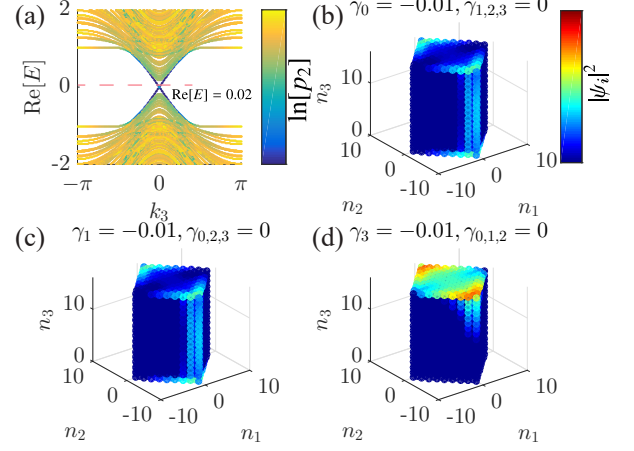 (a)
2
0
-2
Re[E]
Re[E] = 0.02
−π
0
π
k₃
ln[p₂]
(b)
γ₀ = −0.01, γ₁,₂,₃ = 0
n₃
10
0
10
0
-10
-10
0
10
n₂
n₁
|ψᵢ|²
(c)
γ₁ = −0.01, γ₀,₂,₃ = 0
n₃
10
0
10
0
-10
-10
0
10
n₂
n₁
(d)
γ₃ = −0.01, γ₀,₁,₂ = 0
n₃
10
0
10
0
-10
-10
0
10
n₂
n₁